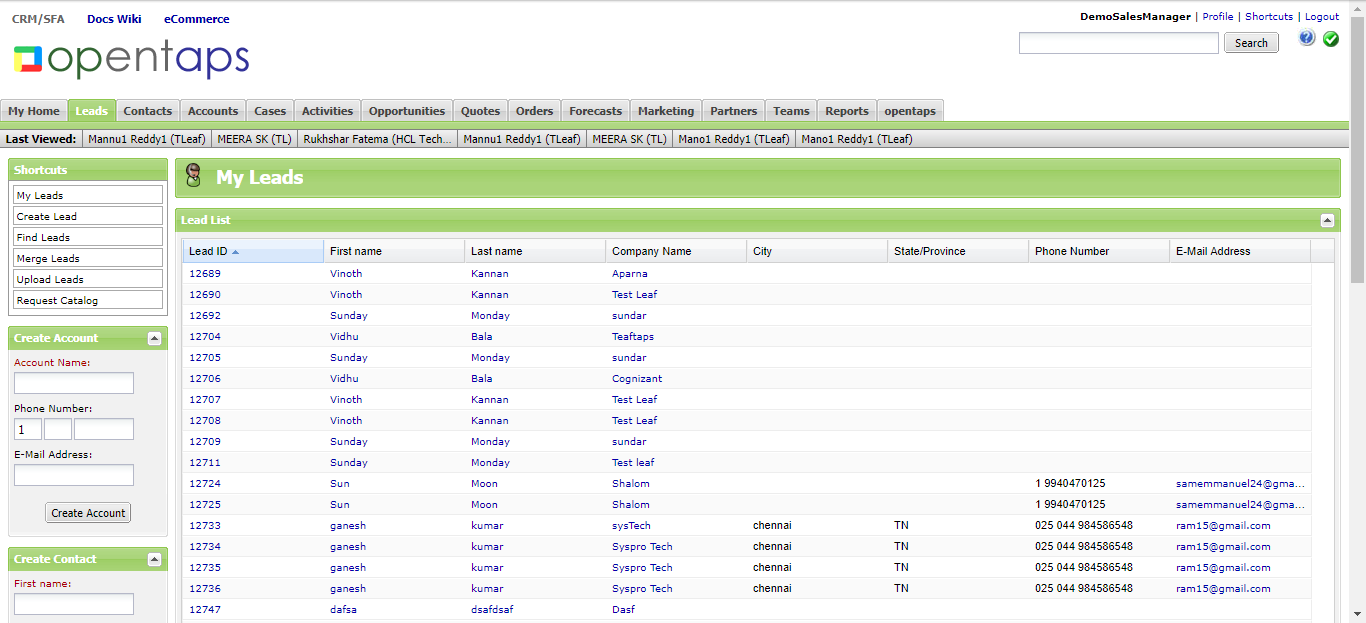 CRM/SFA Docs Wiki eCommerce
DemoSalesManager | Profile | Shortcuts | Logout
opentaps
Search
My Home Leads Contacts Accounts Cases Activities Opportunities Quotes Orders Forecasts Marketing Partners Teams Reports opentaps
Last Viewed: Mannu1 Reddy1 (TLeaf) MEERA SK (TL) Rukhshar Fatema (HCL Tech... Mannu1 Reddy1 (TLeaf) MEERA SK (TL) Mano1 Reddy1 (TLeaf) Mano1 Reddy1 (TLeaf)
Shortcuts
My Leads
Create Lead
Find Leads
Merge Leads
Upload Leads
Request Catalog
Create Account
Account Name:
Phone Number:
1
E-Mail Address:
Create Account
Create Contact
First name:
My Leads
Lead List
Lead ID First name Last name Company Name City State/Province Phone Number E-Mail Address
12689 Vinoth Kannan Aparna
12690 Vinoth Kannan Test Leaf
12692 Sunday Monday sundar
12704 Vidhu Bala Teaftaps
12705 Sunday Monday sundar
12706 Vidhu Bala Cognizant
12707 Vinoth Kannan Test Leaf
12708 Vinoth Kannan Test Leaf
12709 Sunday Monday sundar
12711 Sunday Monday Test leaf
12724 Sun Moon Shalom 1 9940470125 samemmanuel24@gma...
12725 Sun Moon Shalom 1 9940470125 samemmanuel24@gma...
12733 ganesh kumar sysTech chennai TN 025 044 984586548 ram15@gmail.com
12734 ganesh kumar Syspro Tech chennai TN 025 044 984586548 ram15@gmail.com
12735 ganesh kumar Syspro Tech chennai TN 025 044 984586548 ram15@gmail.com
12736 ganesh kumar Syspro Tech chennai TN 025 044 984586548 ram15@gmail.com
12747 dafsa dsafdsaf Dasf